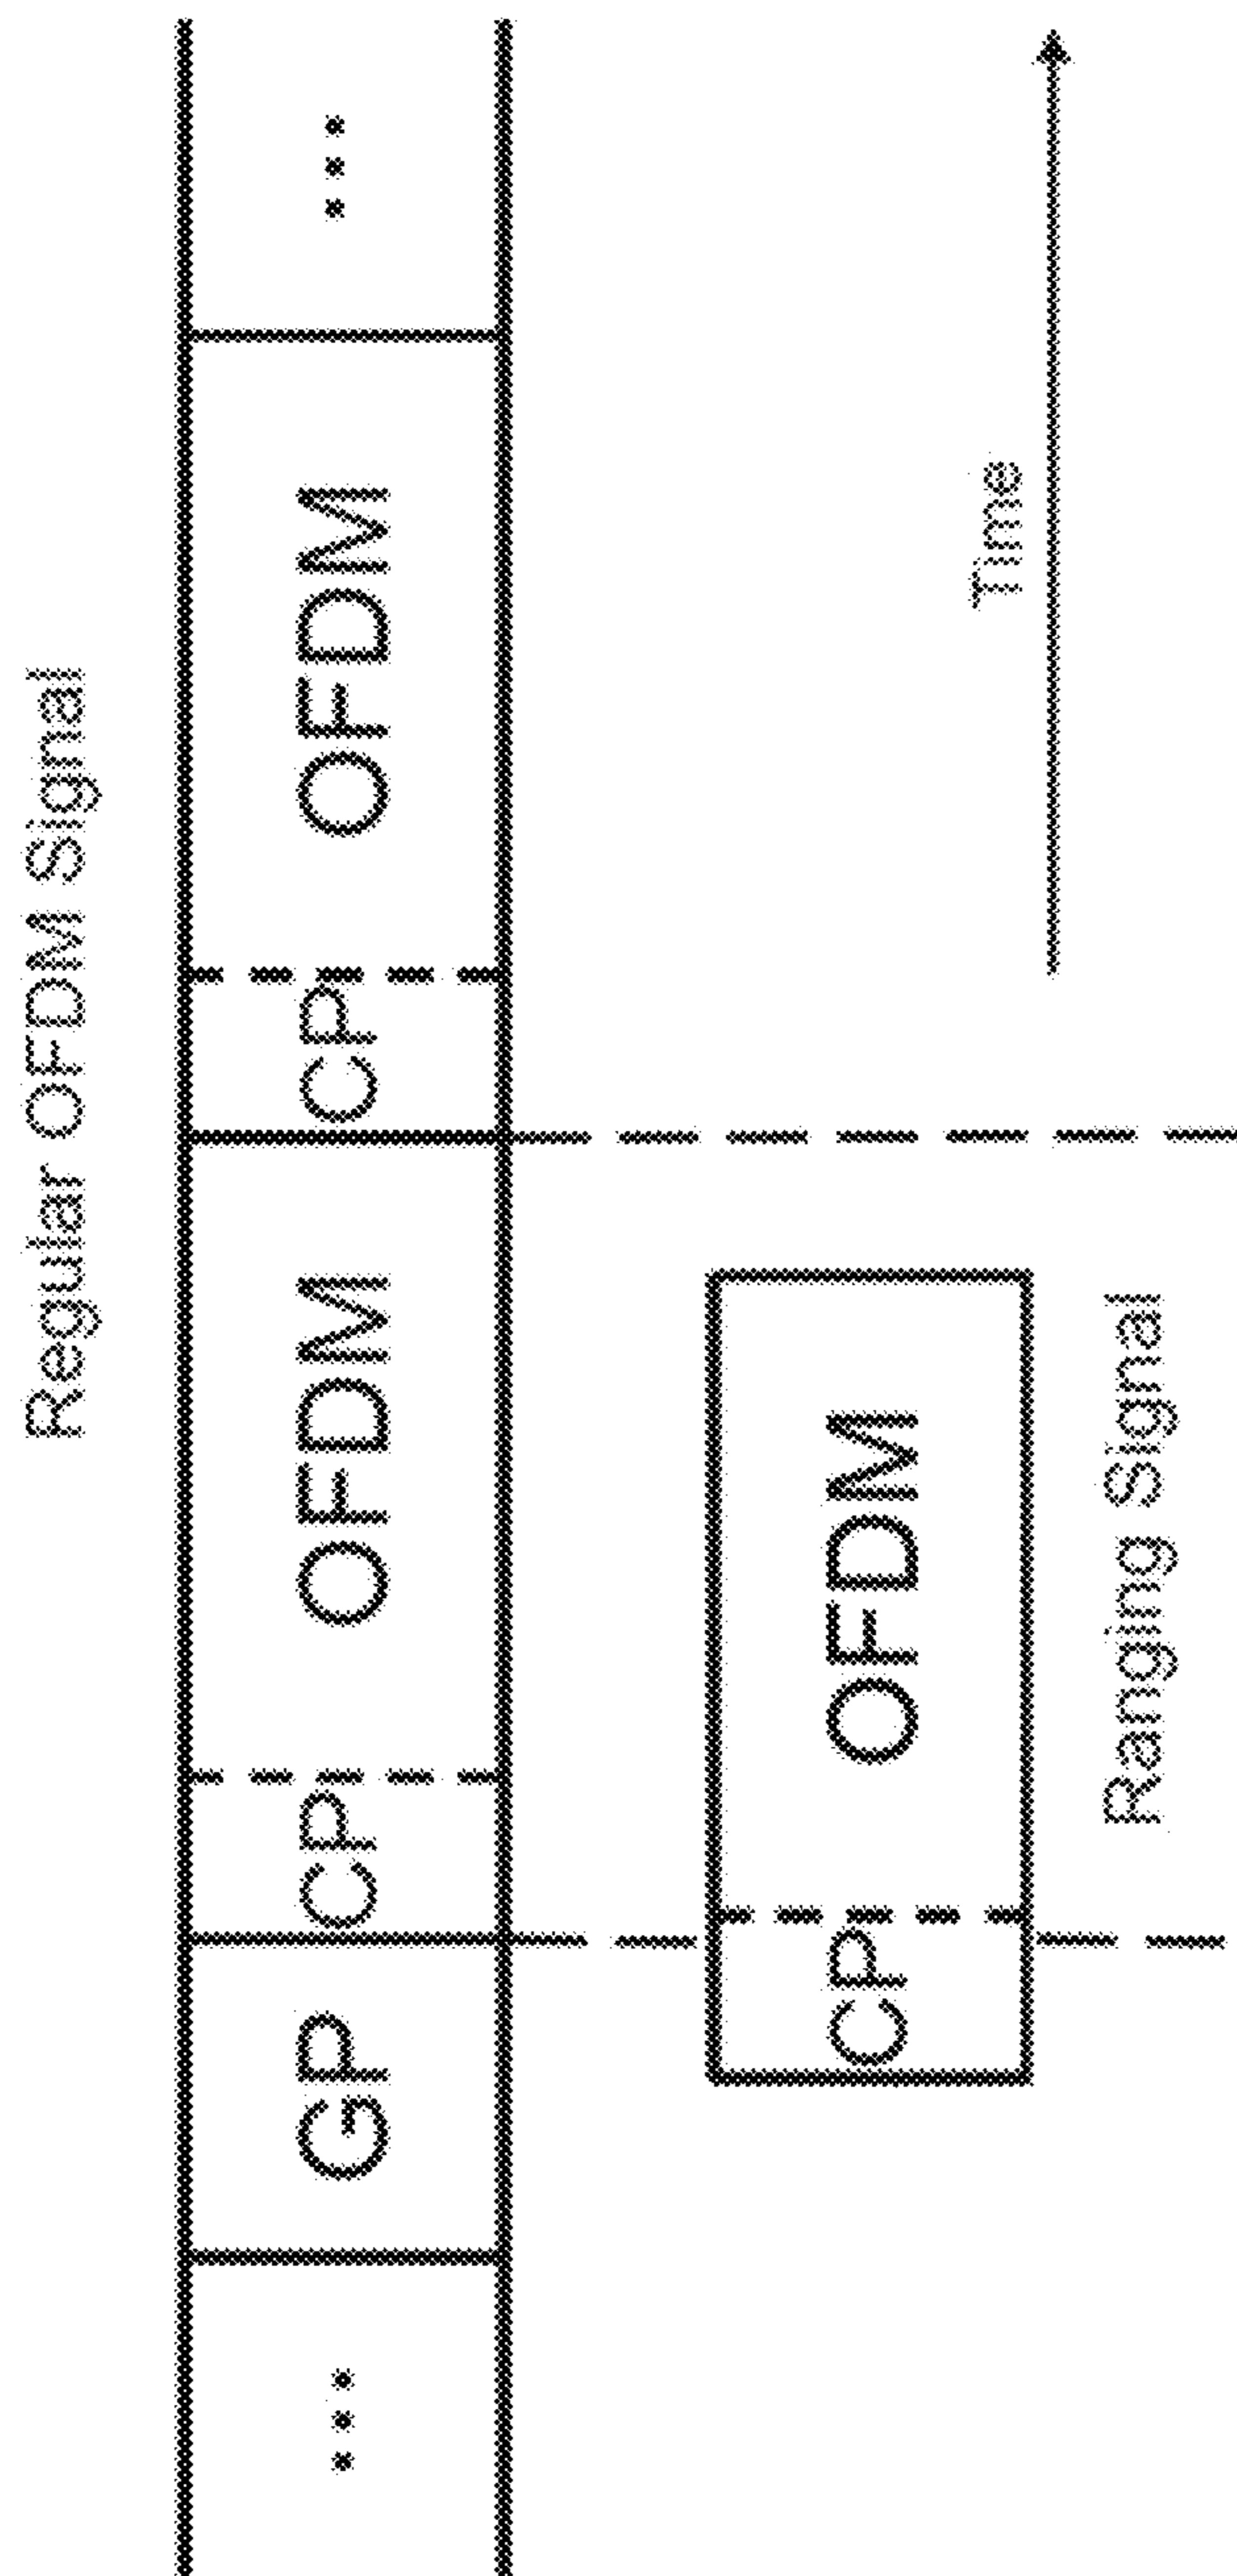 Regular OFDM Signal
... GP CP OFDM CP OFDM ...
CP OFDM
Time
Ranging Signal